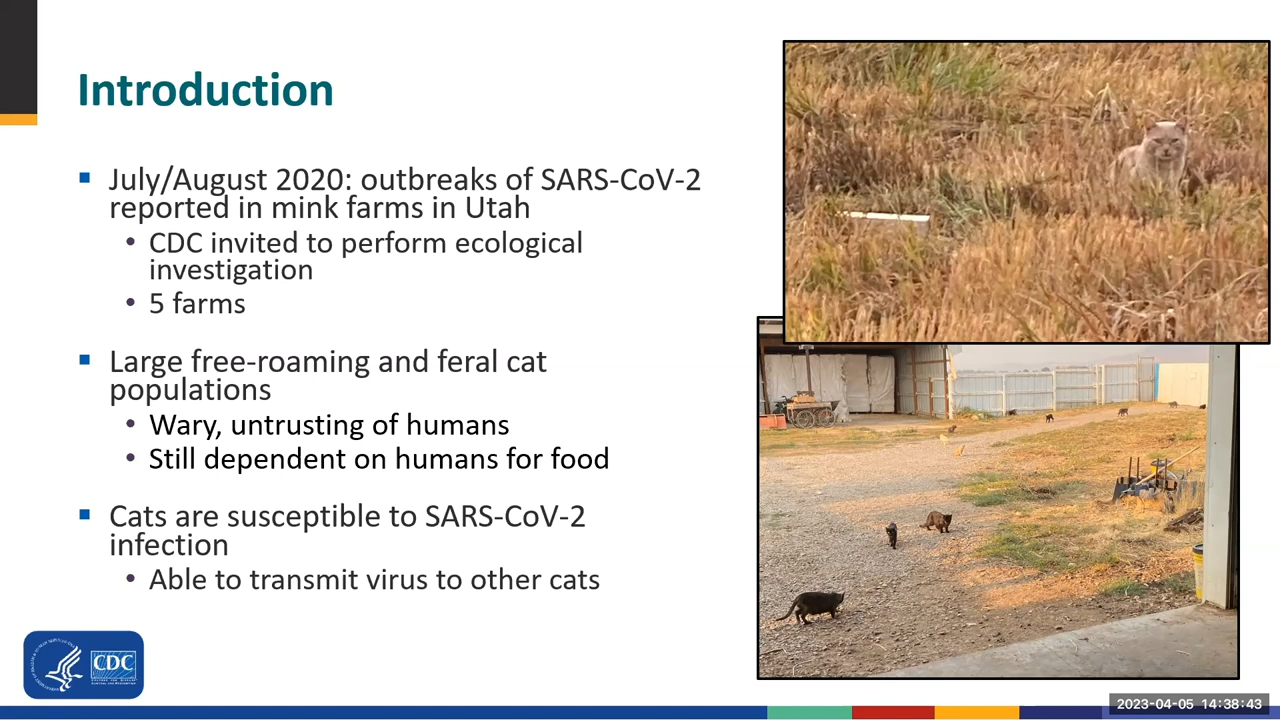 Introduction
July/August 2020: outbreaks of SARS-CoV-2
reported in mink farms in Utah
CDC invited to perform ecological
investigation
5 farms
Large free-roaming and feral cat
populations
Wary, untrusting of humans
Still dependent on humans for food
Cats are susceptible to SARS-CoV-2
infection
Able to transmit virus to other cats
CDC
2023-04-05 14:38:43